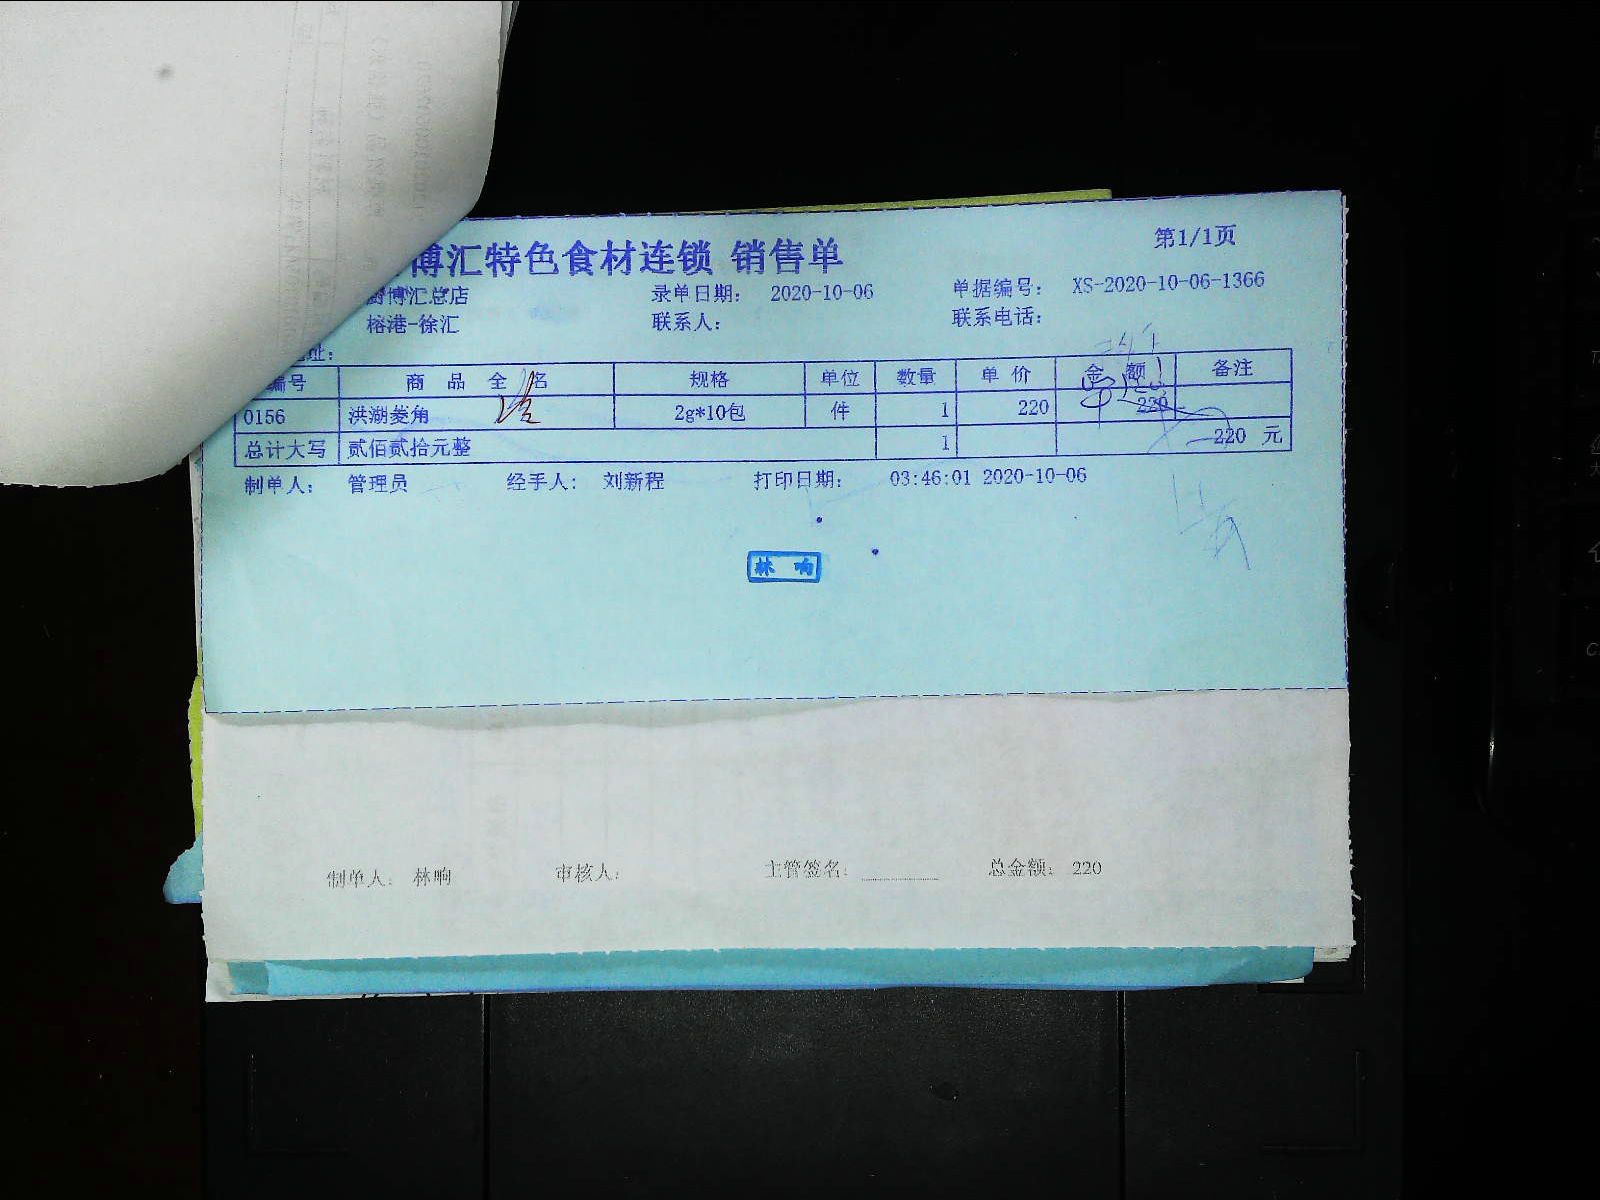 博汇特色食材连锁 销售单
第1/1页
厨博汇总店 录单日期： 2020-10-06 单据编号： XS-2020-10-06-1366
榕港-徐汇 联系人： 联系电话：
址：
编号 商品全名 规格 单位 数量 单价 金额 备注
0156 洪湖菱角 2g*10包 件 1 220 220
总计大写 贰佰贰拾元整 1 220 元
制单人： 管理员 经手人： 刘新程 打印日期： 03:46:01 2020-10-06
林 响
制单人： 林响 审核人： 主管签名： 总金额： 220